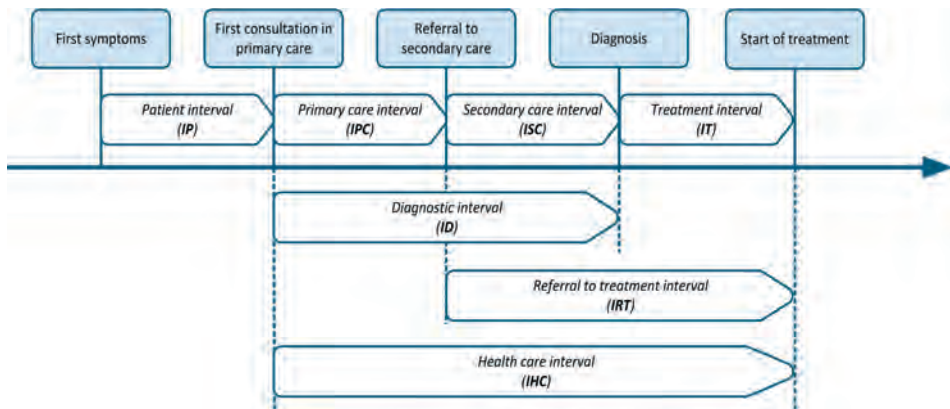 First symptoms
First consultation in
primary care
Referral to
secondary care
Diagnosis
Start of treatment
Patient interval
(IP)
Primary care interval
(IPC)
Secondary care interval
(ISC)
Treatment interval
(IT)
Diagnostic interval
(ID)
Referral to treatment interval
(IRT)
Health care interval
(IHC)